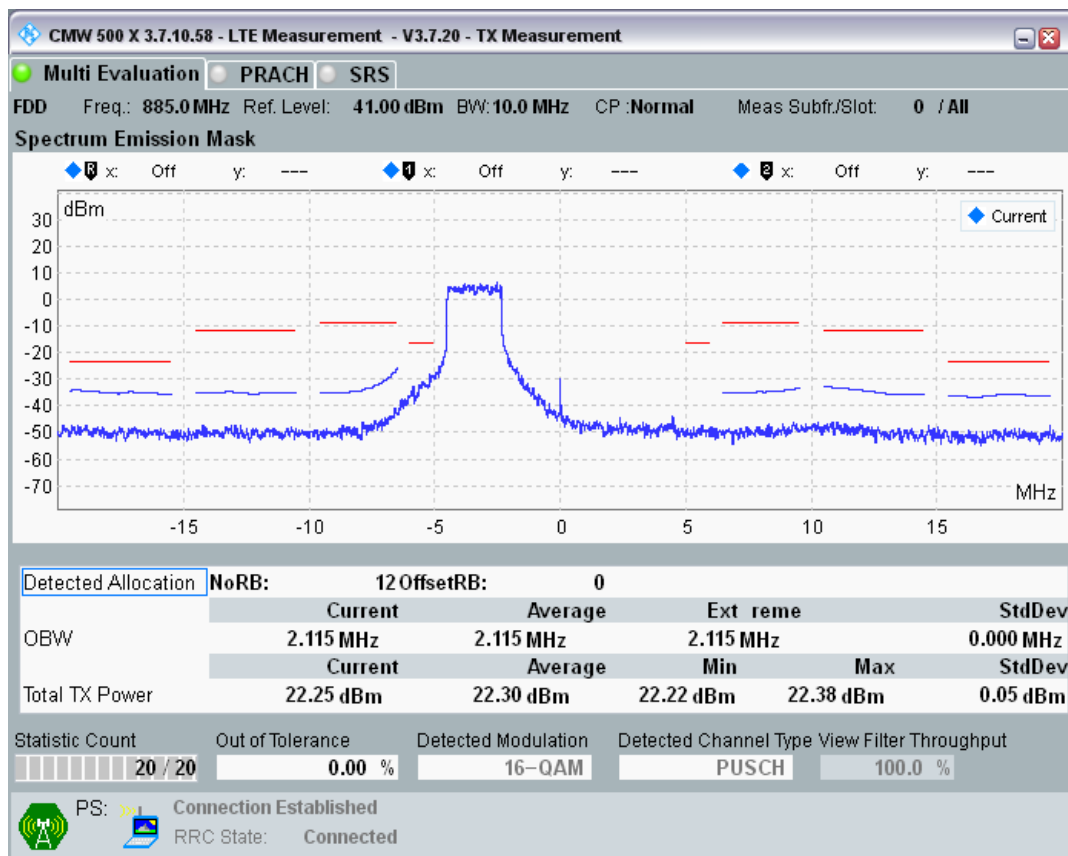 CMW 500 X 3.7.10.58 - LTE Measurement - V3.7.20 - TX Measurement
Multi Evaluation PRACH SRS
FDD Freq.: 885.0 MHz Ref. Level: 41.00 dBm BW: 10.0 MHz CP :Normal Meas Subfr./Slot: 0 / All
Spectrum Emission Mask
R x: Off y: --- 1 x: Off y: --- 2 x: Off y: ---
dBm
Current
30
20
10
0
-10
-20
-30
-40
-50
-60
-70
MHz
-15 -10 -5 0 5 10 15
Detected Allocation NoRB: 12 OffsetRB: 0
Current Average Ext reme StdDev
OBW 2.115 MHz 2.115 MHz 2.115 MHz 0.000 MHz
Current Average Min Max StdDev
Total TX Power 22.25 dBm 22.30 dBm 22.22 dBm 22.38 dBm 0.05 dBm
Statistic Count Out of Tolerance Detected Modulation Detected Channel Type View Filter Throughput
20 / 20 0.00 % 16-QAM PUSCH 100.0 %
PS: Connection Established
RRC State: Connected